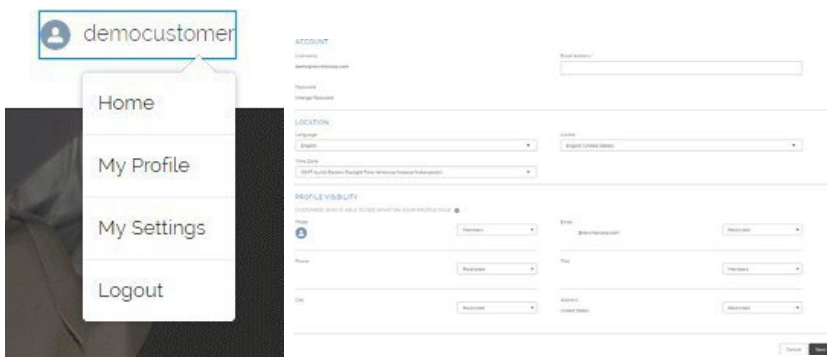 democustomer
Home
My Profile
My Settings
Logout
ACCOUNT
Username
Email Address *
Password
Change Password
LOCATION
Language
Locale
English
English (United States)
Time Zone
PROFILE VISIBILITY
Photo
Members
Email
Restricted
Phone
Restricted
Title
Members
City
Restricted
Address
United States
Restricted
Cancel
Save